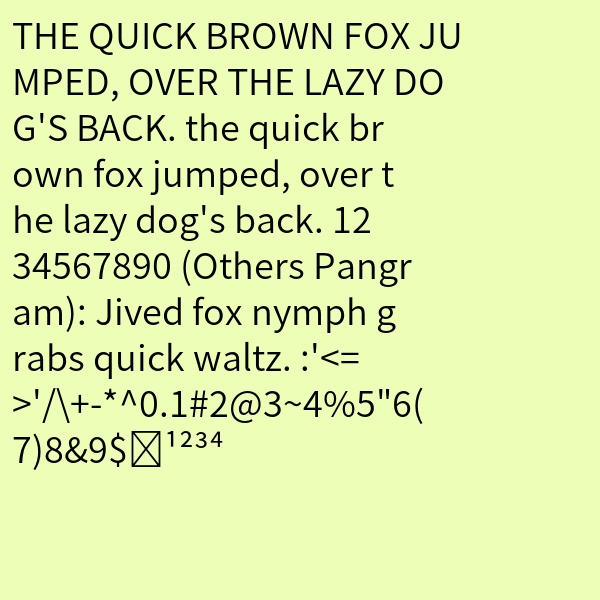 THE QUICK BROWN FOX JU
MPED, OVER THE LAZY DO
G'S BACK. the quick br
own fox jumped, over t
he lazy dog's back. 12
34567890 (Others Pangr
am): Jived fox nymph g
rabs quick waltz. :'<=
>'/\+-*^0.1#2@3~4%5"6(
7)8&9$¹²³⁴